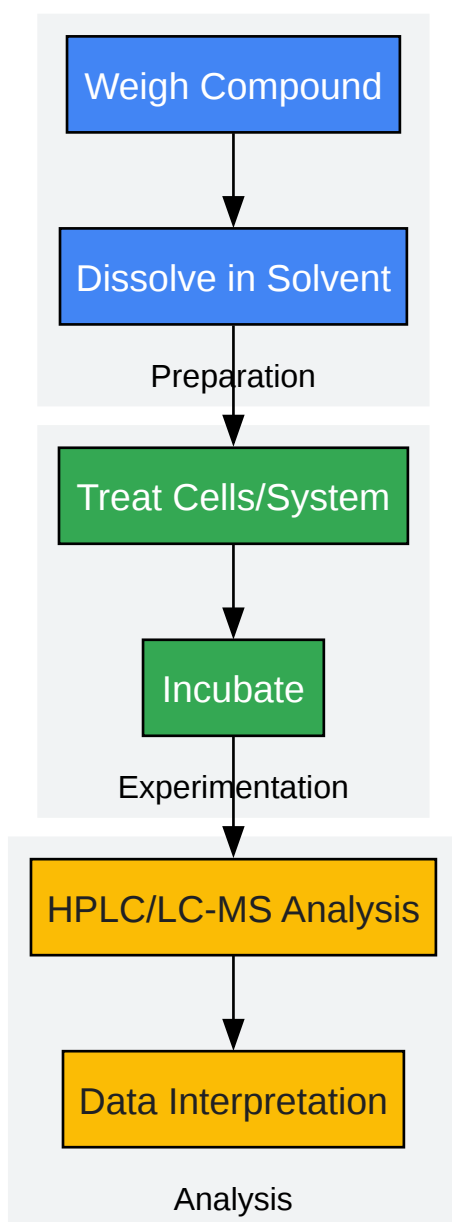 Weigh Compound
Dissolve in Solvent
Preparation
Treat Cells/System
Incubate
Experimentation
HPLC/LC-MS Analysis
Data Interpretation
Analysis